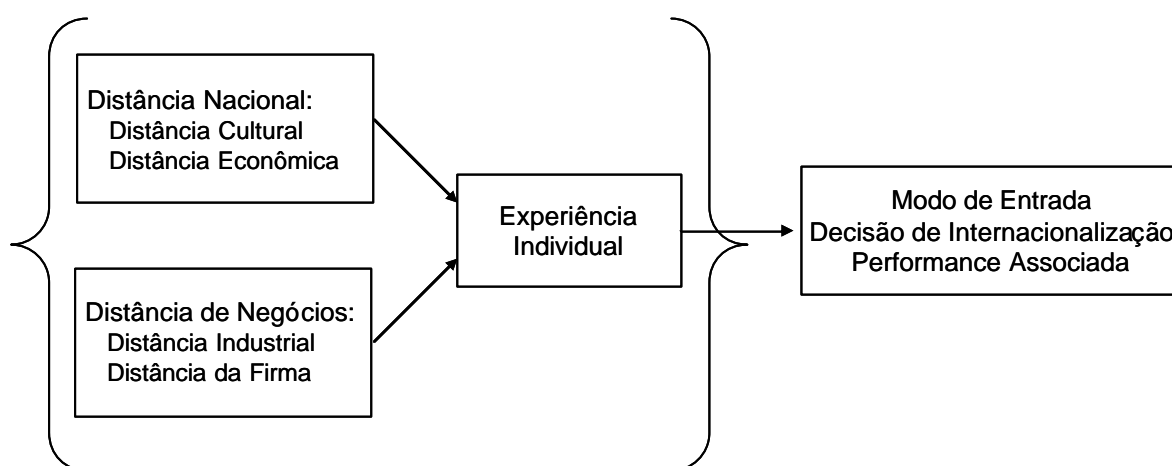 Distância Nacional:
Distância Cultural
Distância Econômica
Experiência
Individual
Modo de Entrada
Decisão de Internacionalização
Performance Associada
Distância de Negócios:
Distância Industrial
Distância da Firma